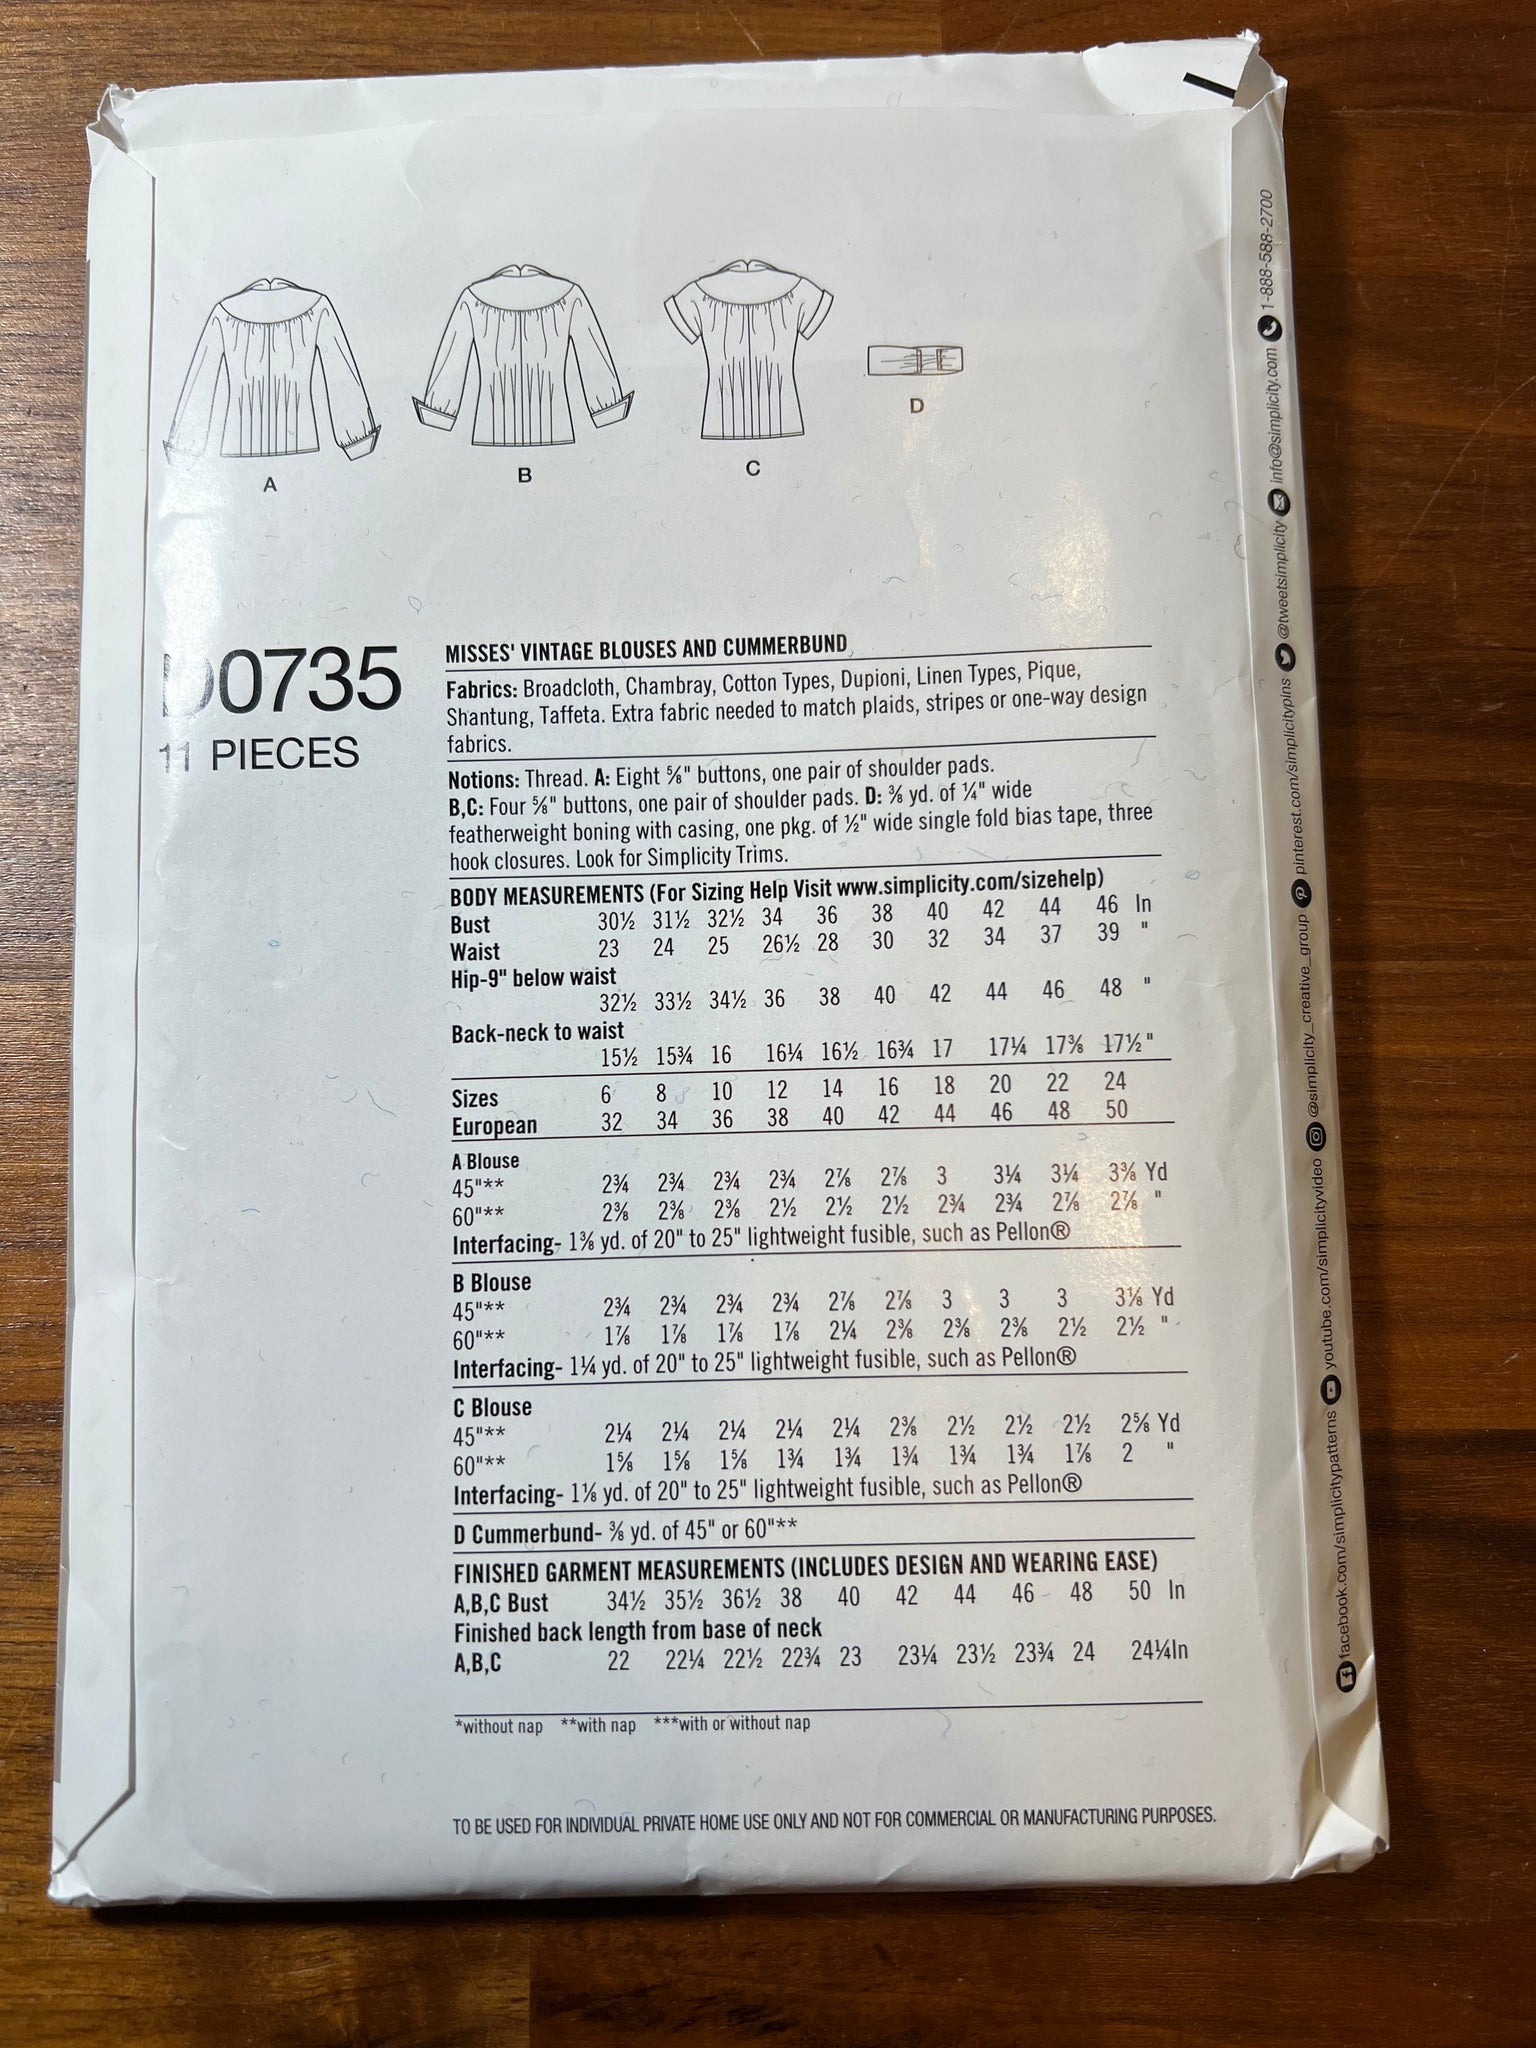 A
B
C
D
D0735
11 PIECES
MISSES' VINTAGE BLOUSES AND CUMMERBUND
Fabrics: Broadcloth, Chambray, Cotton Types, Dupioni, Linen Types, Pique,
Shantung, Taffeta. Extra fabric needed to match plaids, stripes or one-way design
fabrics.
Notions: Thread. A: Eight ⅝" buttons, one pair of shoulder pads.
B,C: Four ⅝" buttons, one pair of shoulder pads. D: ⅜ yd. of ¼" wide
featherweight boning with casing, one pkg. of ½" wide single fold bias tape, three
hook closures. Look for Simplicity Trims.
BODY MEASUREMENTS (For Sizing Help Visit www.simplicity.com/sizehelp)
Bust 30½ 31½ 32½ 34 36 38 40 42 44 46 In
Waist 23 24 25 26½ 28 30 32 34 37 39 "
Hip-9" below waist
32½ 33½ 34½ 36 38 40 42 44 46 48 "
Back-neck to waist
15½ 15¾ 16 16¼ 16½ 16¾ 17 17¼ 17⅜ 17½ "
Sizes 6 8 10 12 14 16 18 20 22 24
European 32 34 36 38 40 42 44 46 48 50
A Blouse
45"** 2¾ 2¾ 2¾ 2¾ 2⅞ 2⅞ 3 3¼ 3¼ 3⅜ Yd
60"** 2⅜ 2⅜ 2⅜ 2½ 2½ 2½ 2¾ 2¾ 2⅞ 2⅞ "
Interfacing- 1⅜ yd. of 20" to 25" lightweight fusible, such as Pellon®
B Blouse
45"** 2¾ 2¾ 2¾ 2¾ 2⅞ 2⅞ 3 3 3 3⅛ Yd
60"** 1⅞ 1⅞ 1⅞ 1⅞ 2¼ 2⅜ 2⅜ 2⅜ 2½ 2½ "
Interfacing- 1¼ yd. of 20" to 25" lightweight fusible, such as Pellon®
C Blouse
45"** 2¼ 2¼ 2¼ 2¼ 2¼ 2⅜ 2½ 2½ 2½ 2⅝ Yd
60"** 1⅝ 1⅝ 1⅝ 1¾ 1¾ 1¾ 1¾ 1¾ 1⅞ 2 "
Interfacing- 1⅛ yd. of 20" to 25" lightweight fusible, such as Pellon®
D Cummerbund- ⅜ yd. of 45" or 60"**
FINISHED GARMENT MEASUREMENTS (INCLUDES DESIGN AND WEARING EASE)
A,B,C Bust 34½ 35½ 36½ 38 40 42 44 46 48 50 In
Finished back length from base of neck
A,B,C 22 22¼ 22½ 22¾ 23 23¼ 23½ 23¾ 24 24¼In
*without nap **with nap ***with or without nap
TO BE USED FOR INDIVIDUAL PRIVATE HOME USE ONLY AND NOT FOR COMMERCIAL OR MANUFACTURING PURPOSES.
facebook.com/simplicitypatterns youtube.com/simplicityvideo @simplicity_creative_group pinterest.com/simplicitypins @tweetsimplicity info@simplicity.com 1-888-588-2700